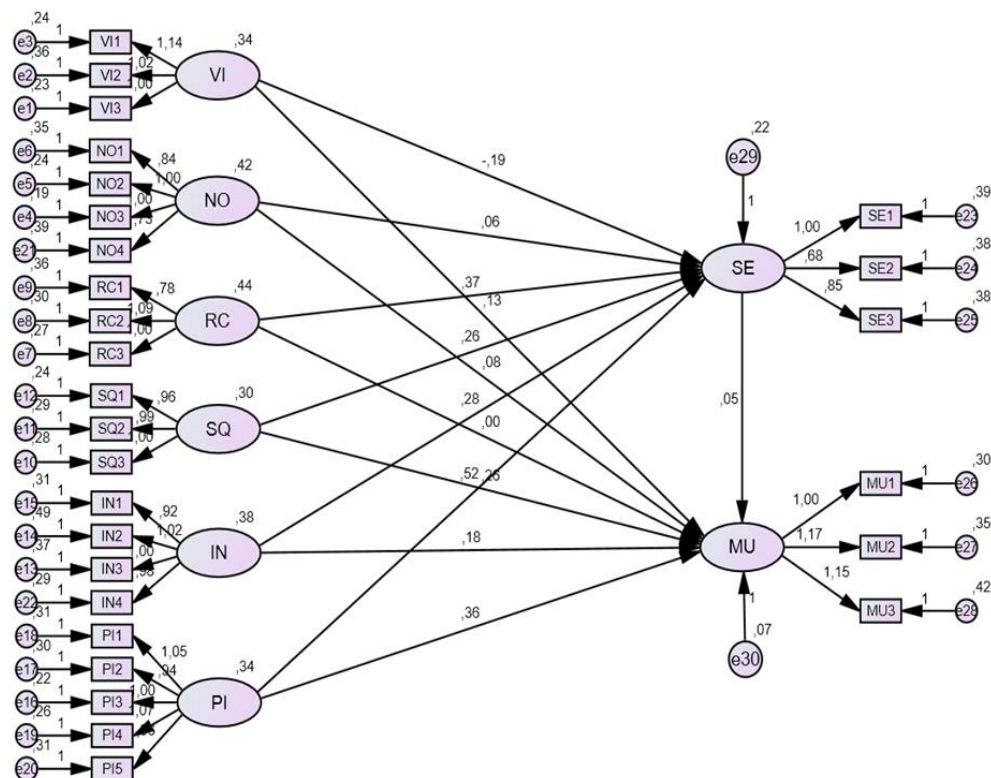 ,24
e3 1 VI1 1,14 ,34
,36
e2 1 VI2 1,02 VI
,23 ,00
e1 1 VI3
,35
e6 1 NO1 ,84 ,42
,24
e5 1 NO2 1,00 NO
,19 ,00
e4 1 NO3
,39
e21 1 NO4
,36
e9 1 RC1 ,78 ,44
,30
e8 1 RC2 1,09 RC
,27 ,00
e7 1 RC3
,24
e12 1 SQ1 ,96 ,30
,29
e11 1 SQ2 ,99 SQ
,28 ,00
e10 1 SQ3
,31
e15 1 IN1 ,92 ,38
,49
e14 1 IN2 1,02 IN
,37 ,00
e13 1 IN3
,29
e22 1 IN4
,31
e18 1 PI1 1,05 ,34
,30
e17 1 PI2 ,94
,22
e16 1 PI3 1,00 PI
,26
e19 1 PI4 ,07
,31
e20 1 PI5
-,19
,06
,37
,13
,26
,08
,28
,00
,52 ,26
,18
,36
,22
e29
1
SE
1,00 SE1 1 e23 ,39
,68 SE2 1 e24 ,38
,85 SE3 1 e25 ,38
,05
MU
1,00 MU1 1 e26 ,30
1,17 MU2 1 e27 ,35
1,15 MU3 1 e28 ,42
1
,07
e30